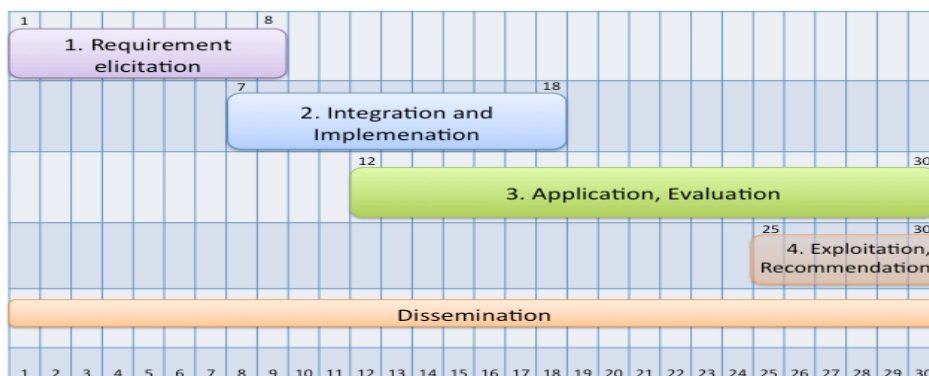 1 8
1. Requirement
elicitation
7 18
2. Integration and
Implemenation
12 30
3. Application, Evaluation
25 30
4. Exploitation,
Recommendation
Dissemination
1 2 3 4 5 6 7 8 9 10 11 12 13 14 15 16 17 18 19 20 21 22 23 24 25 26 27 28 29 30